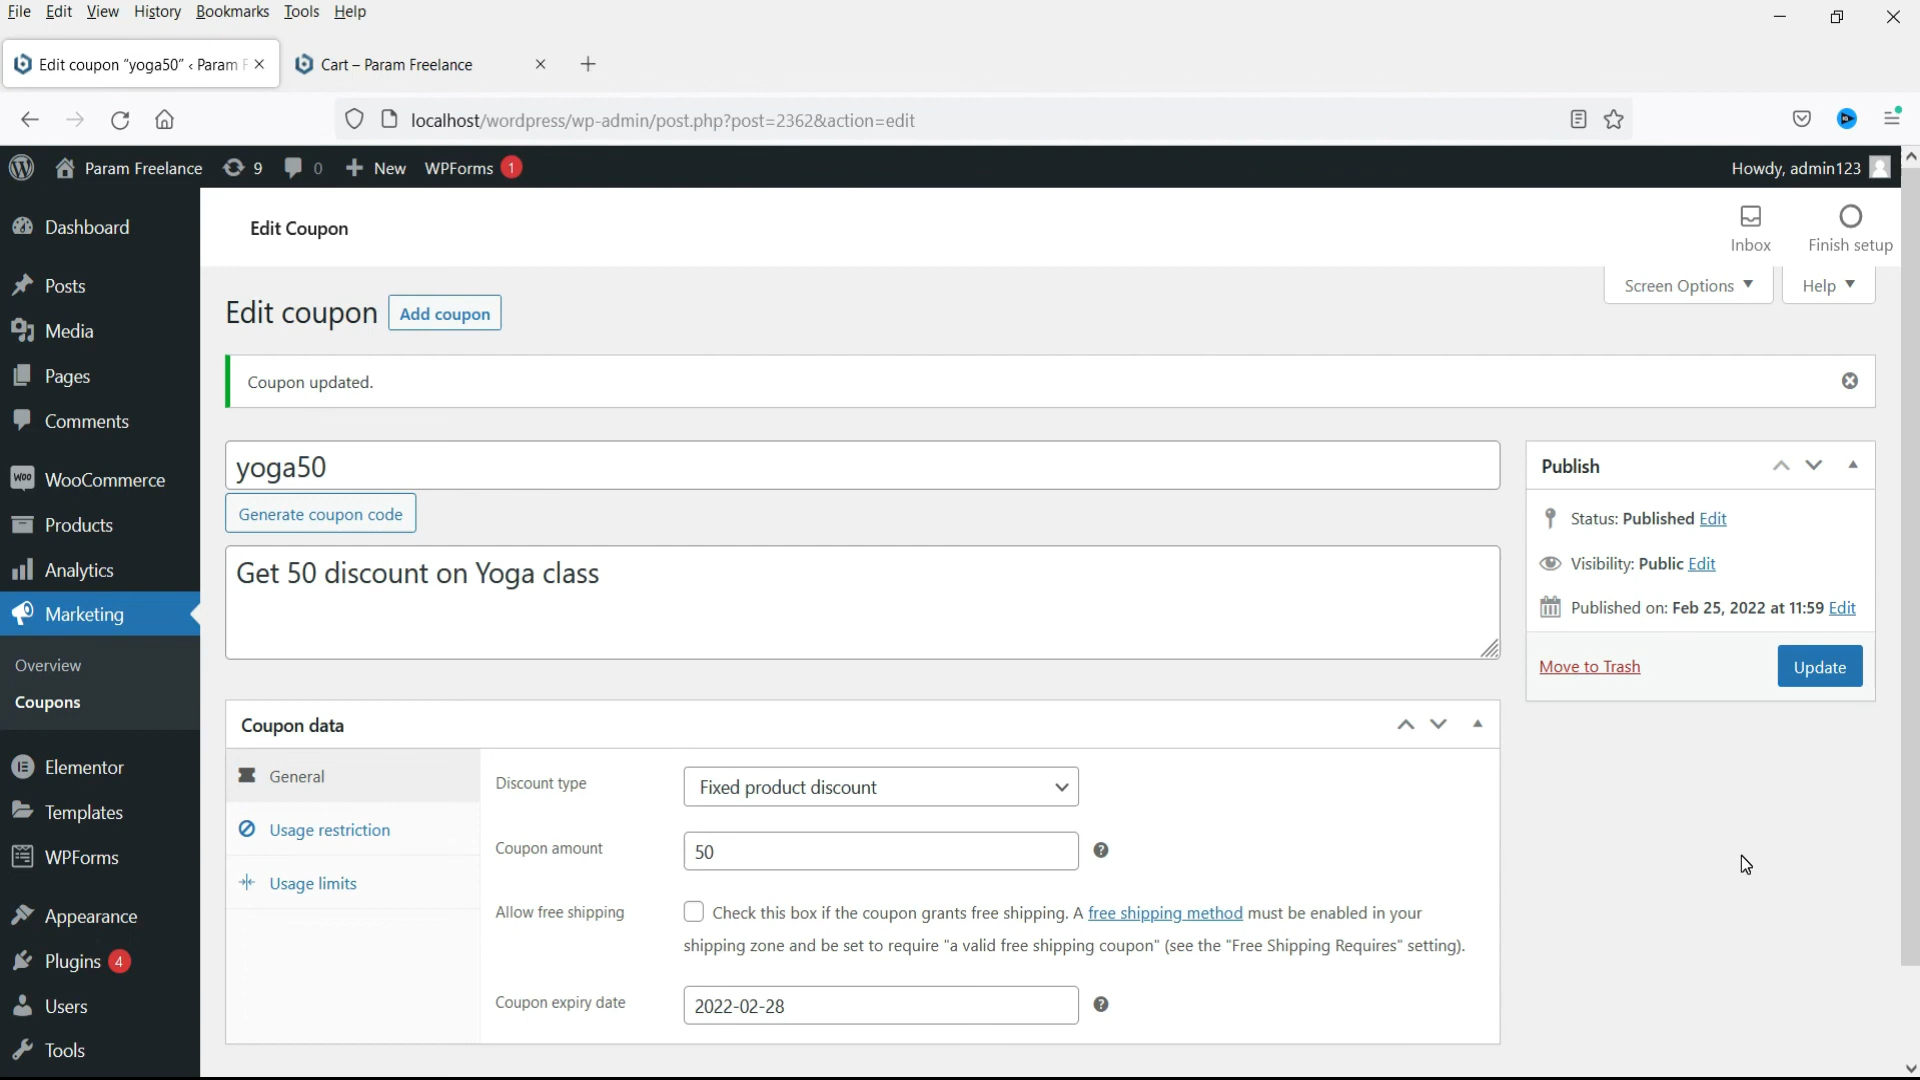 File Edit View History Bookmarks Tools Help
Edit coupon "yoga50" ‹ Param F
Cart – Param Freelance
localhost/wordpress/wp-admin/post.php?post=2362&action=edit
Param Freelance 9 0 New WPForms 1
Howdy, admin123
Dashboard
Posts
Media
Pages
Comments
WooCommerce
Products
Analytics
Marketing
Overview
Coupons
Elementor
Templates
WPForms
Appearance
Plugins 4
Users
Tools
Edit Coupon
Inbox
Finish setup
Screen Options
Help
Edit coupon Add coupon
Coupon updated.
yoga50
Generate coupon code
Get 50 discount on Yoga class
Coupon data
General
Usage restriction
Usage limits
Discount type Fixed product discount
Coupon amount 50
Allow free shipping Check this box if the coupon grants free shipping. A free shipping method must be enabled in your
shipping zone and be set to require "a valid free shipping coupon" (see the "Free Shipping Requires" setting).
Coupon expiry date 2022-02-28
Publish
Status: Published Edit
Visibility: Public Edit
Published on: Feb 25, 2022 at 11:59 Edit
Move to Trash
Update